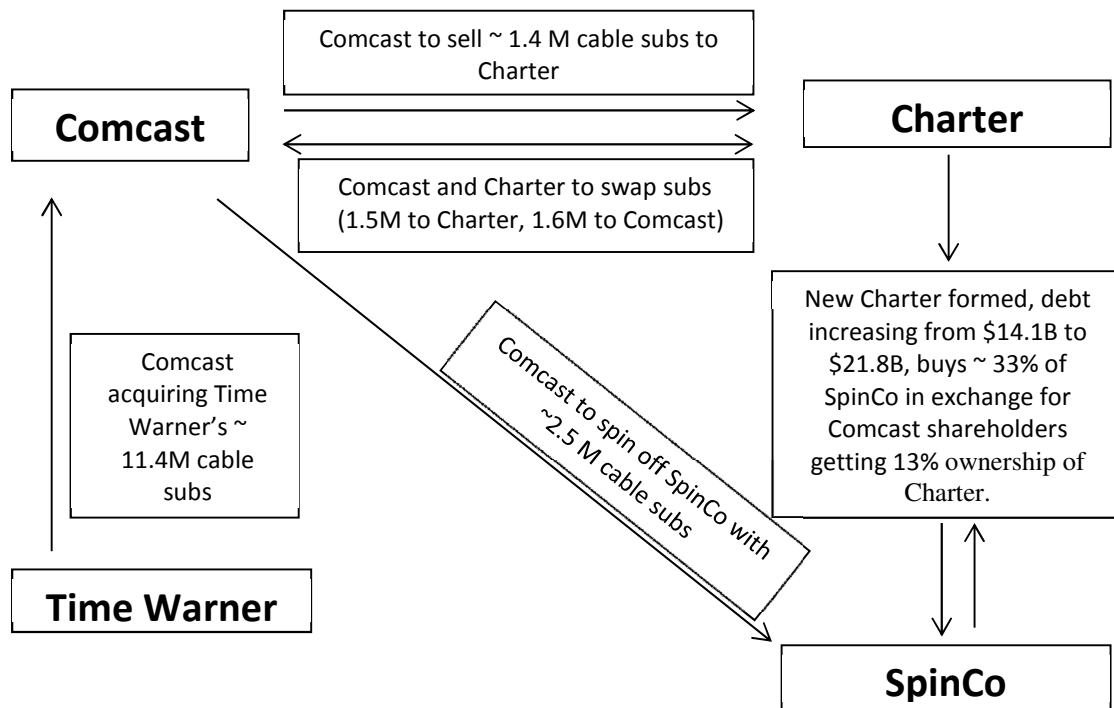 Comcast to sell ~ 1.4 M cable subs to
Charter
Comcast
Charter
Comcast and Charter to swap subs
(1.5M to Charter, 1.6M to Comcast)
New Charter formed, debt
increasing from $14.1B to
$21.8B, buys ~ 33% of
SpinCo in exchange for
Comcast shareholders
getting 13% ownership of
Charter.
Comcast
acquiring Time
Warner’s ~
11.4M cable
subs
Comcast to spin off SpinCo with
~2.5 M cable subs
Time Warner
SpinCo